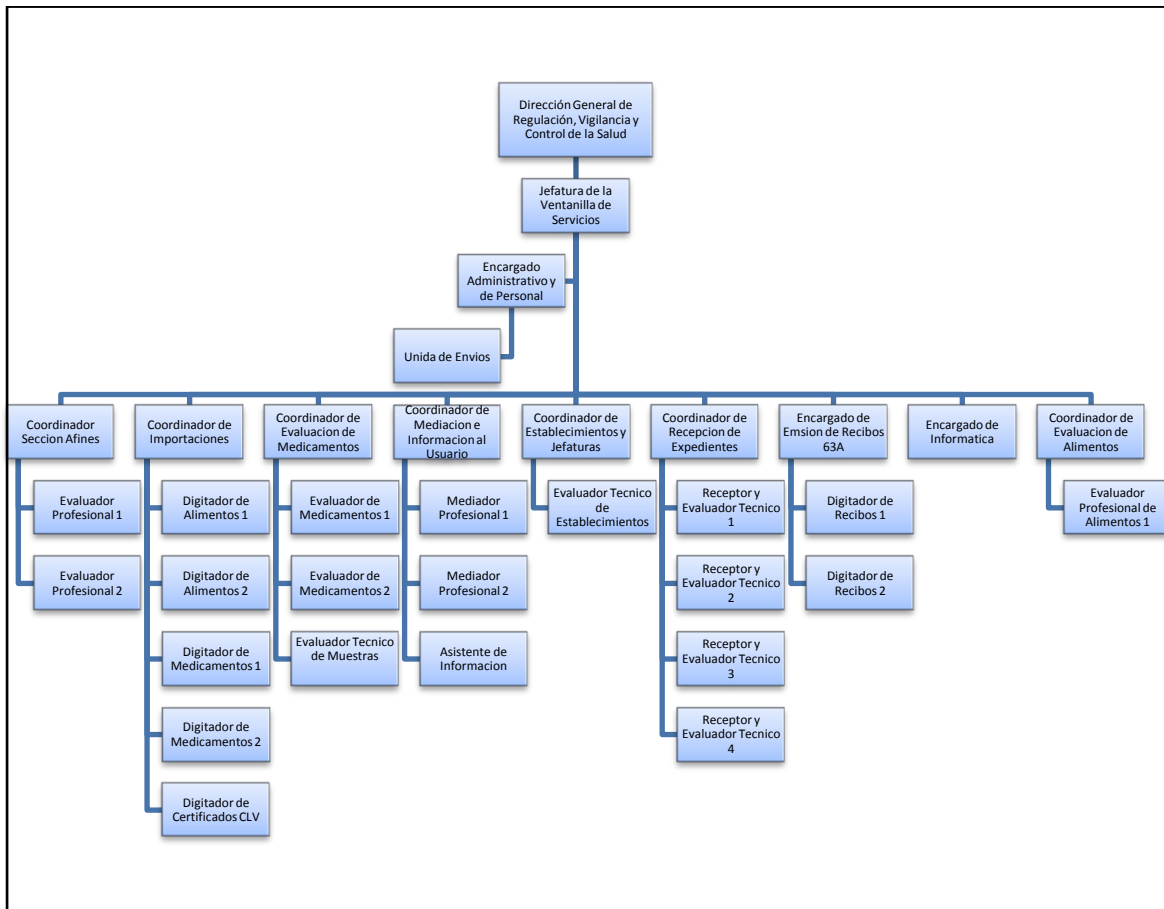 Dirección General de
Regulación, Vigilancia y
Control de la Salud
Jefatura de la
Ventanilla de
Servicios
Encargado
Administrativo y
de Personal
Unida de Envios
Coordinador
Seccion Afines
Coordinador de
Importaciones
Coordinador de
Evaluacion de
Medicamentos
Coordinador de
Mediacion e
Informacion al
Usuario
Coordinador de
Establecimientos y
Jefaturas
Coordinador de
Recepcion de
Expedientes
Encargado de
Emsion de Recibos
63A
Encargado de
Informatica
Coordinador de
Evaluacion de
Alimentos
Evaluador
Profesional 1
Digitador de
Alimentos 1
Evaluador de
Medicamentos 1
Mediador
Profesional 1
Evaluador Tecnico
de
Establecimientos
Receptor y
Evaluador Tecnico
1
Digitador de
Recibos 1
Evaluador
Profesional de
Alimentos 1
Evaluador
Profesional 2
Digitador de
Alimentos 2
Evaluador de
Medicamentos 2
Mediador
Profesional 2
Receptor y
Evaluador Tecnico
2
Digitador de
Recibos 2
Digitador de
Medicamentos 1
Evaluador Tecnico
de Muestras
Asistente de
Informacion
Receptor y
Evaluador Tecnico
3
Digitador de
Medicamentos 2
Receptor y
Evaluador Tecnico
4
Digitador de
Certificados CLV